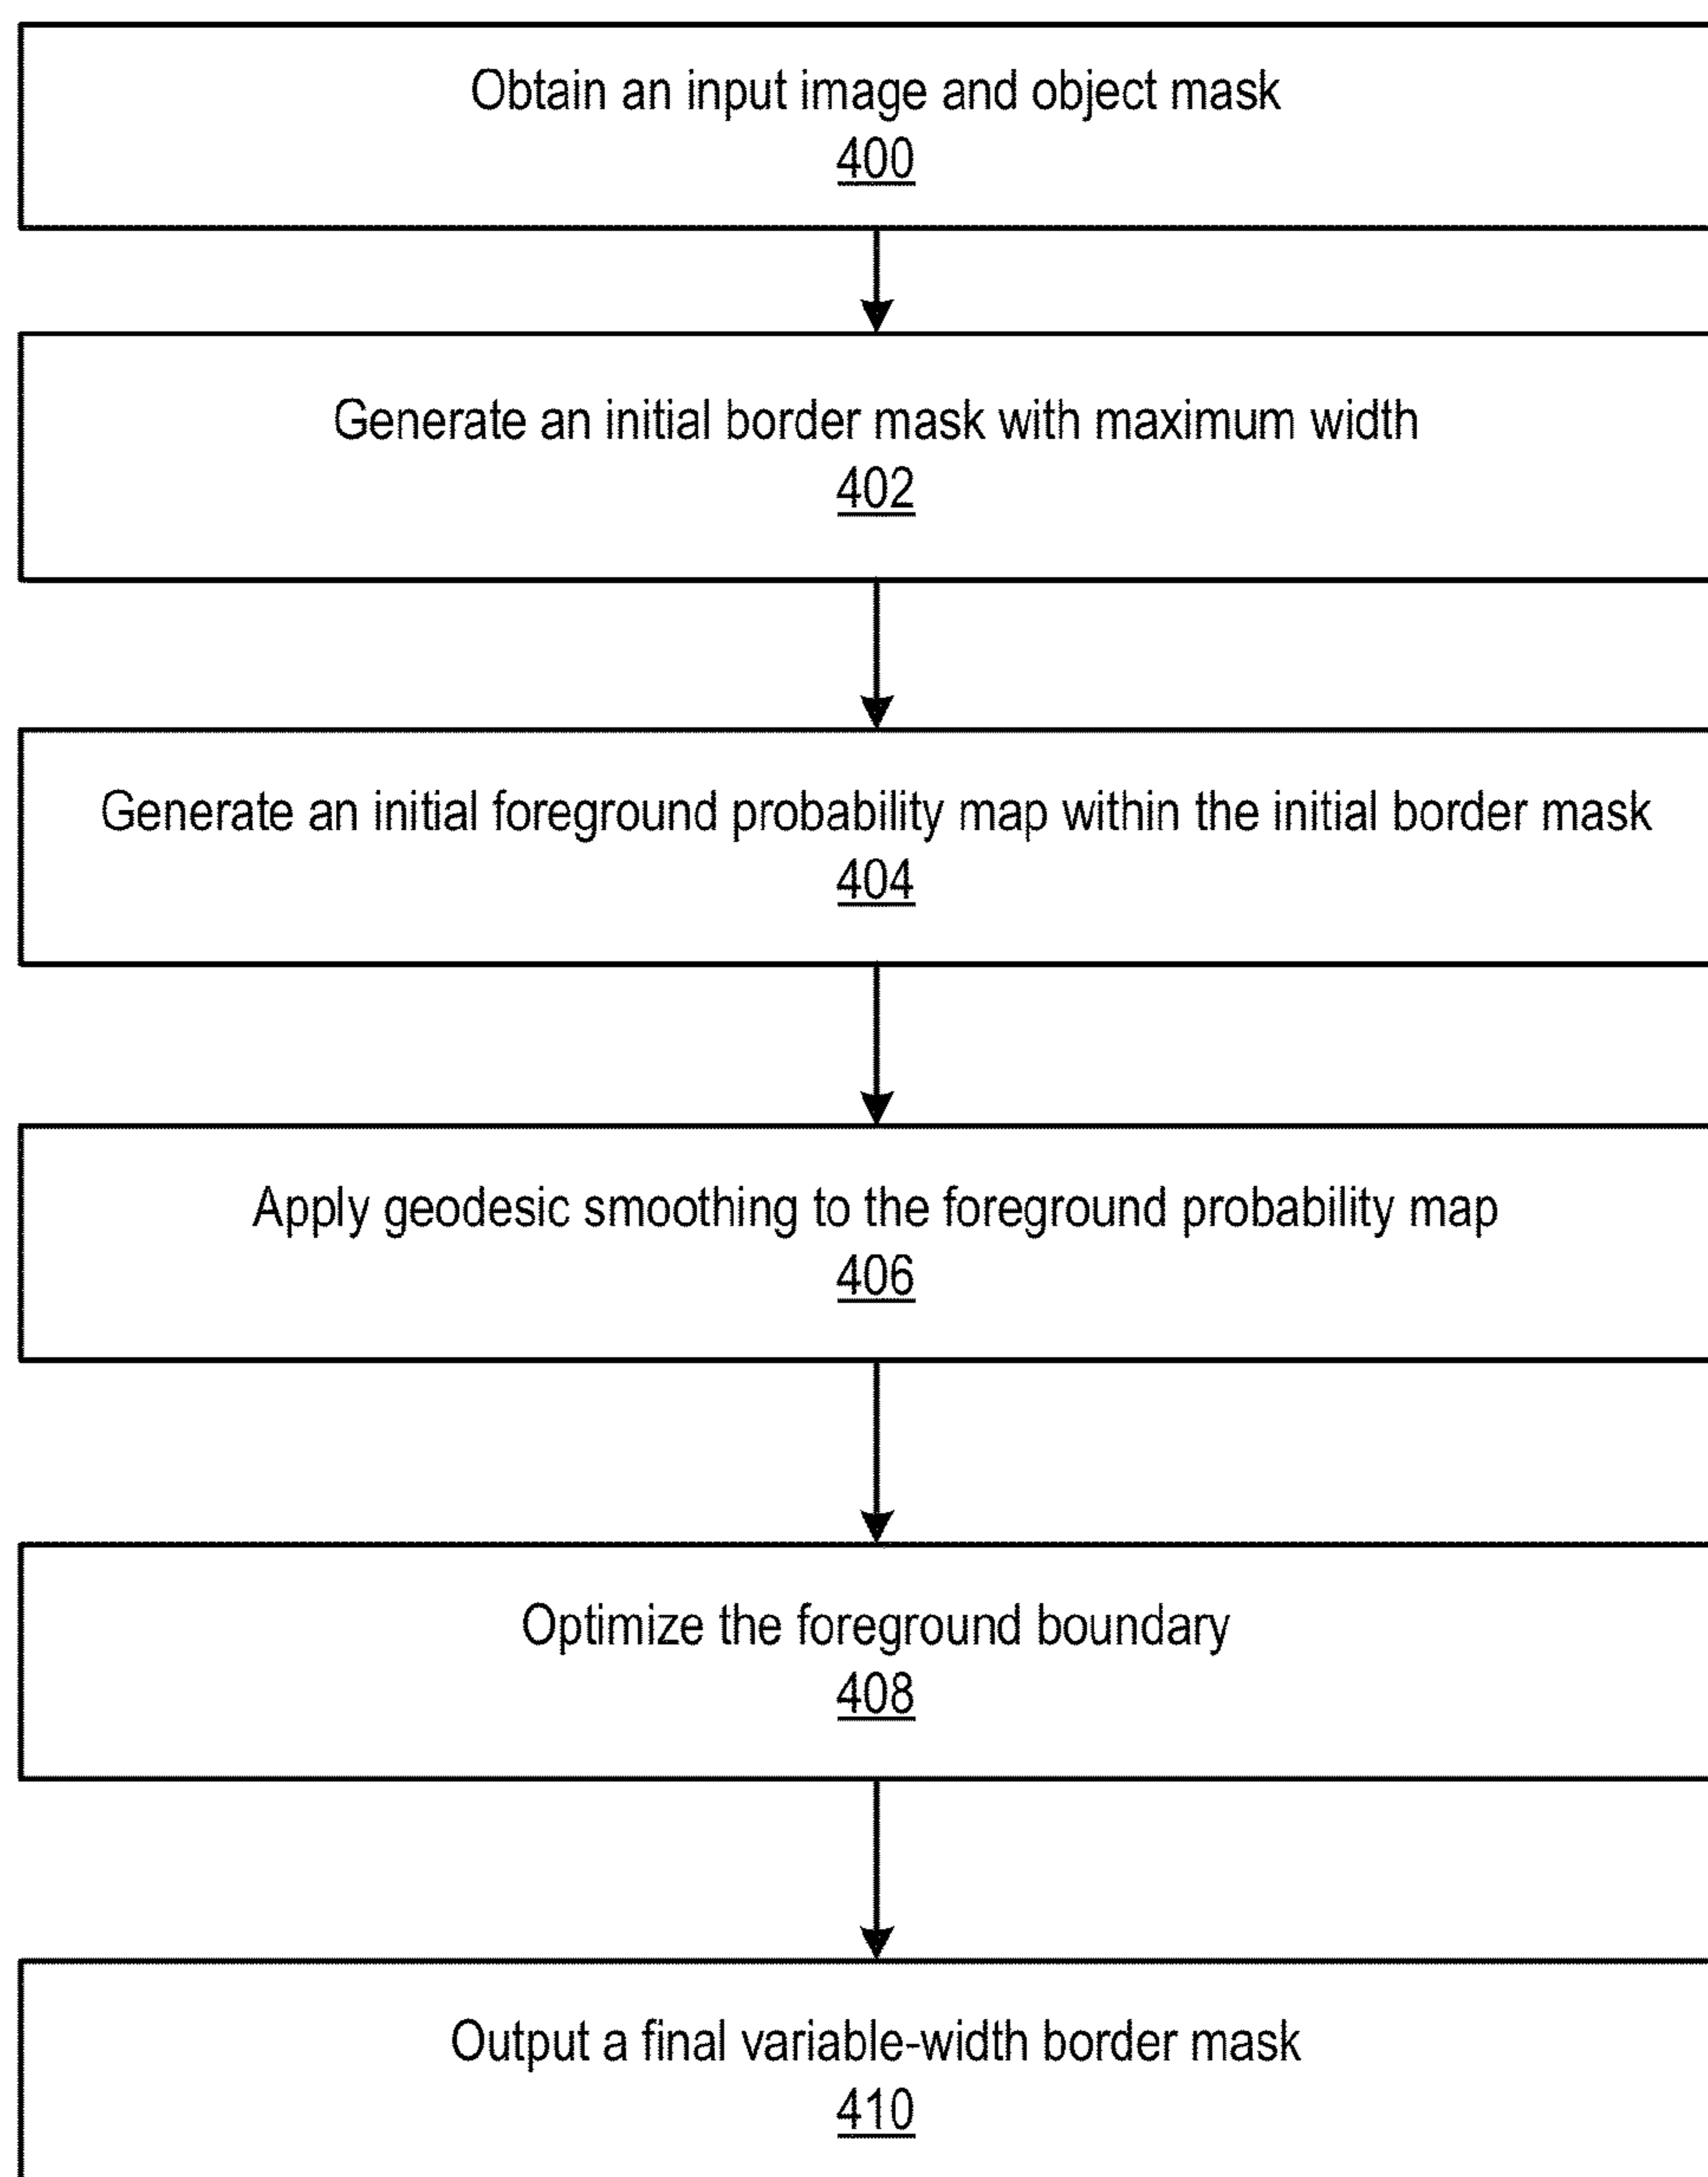 Obtain an input image and object mask
400
Generate an initial border mask with maximum width
402
Generate an initial foreground probability map within the initial border mask
404
Apply geodesic smoothing to the foreground probability map
406
Optimize the foreground boundary
408
Output a final variable-width border mask
410